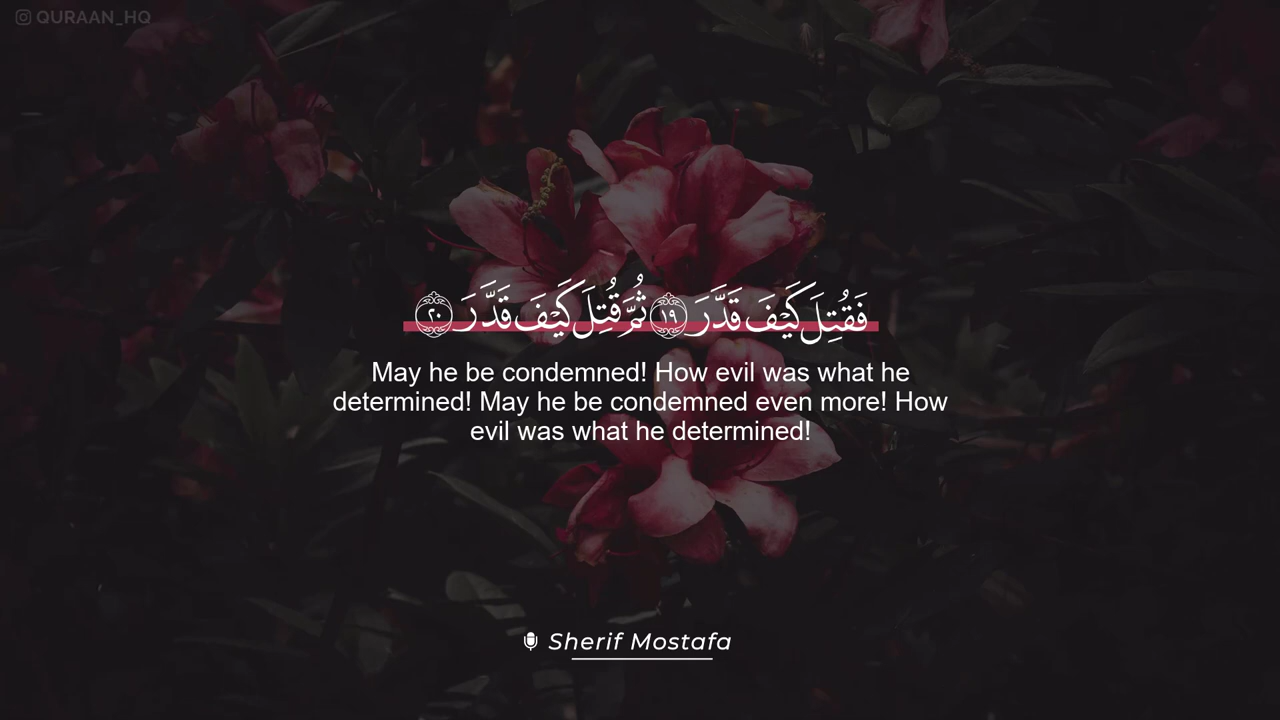 QURAAN_HQ
فَقُتِلَ كَيْفَ قَدَّرَ ١٩ ثُمَّ قُتِلَ كَيْفَ قَدَّرَ ٢٠
May he be condemned! How evil was what he
determined! May he be condemned even more! How
evil was what he determined!
Sherif Mostafa